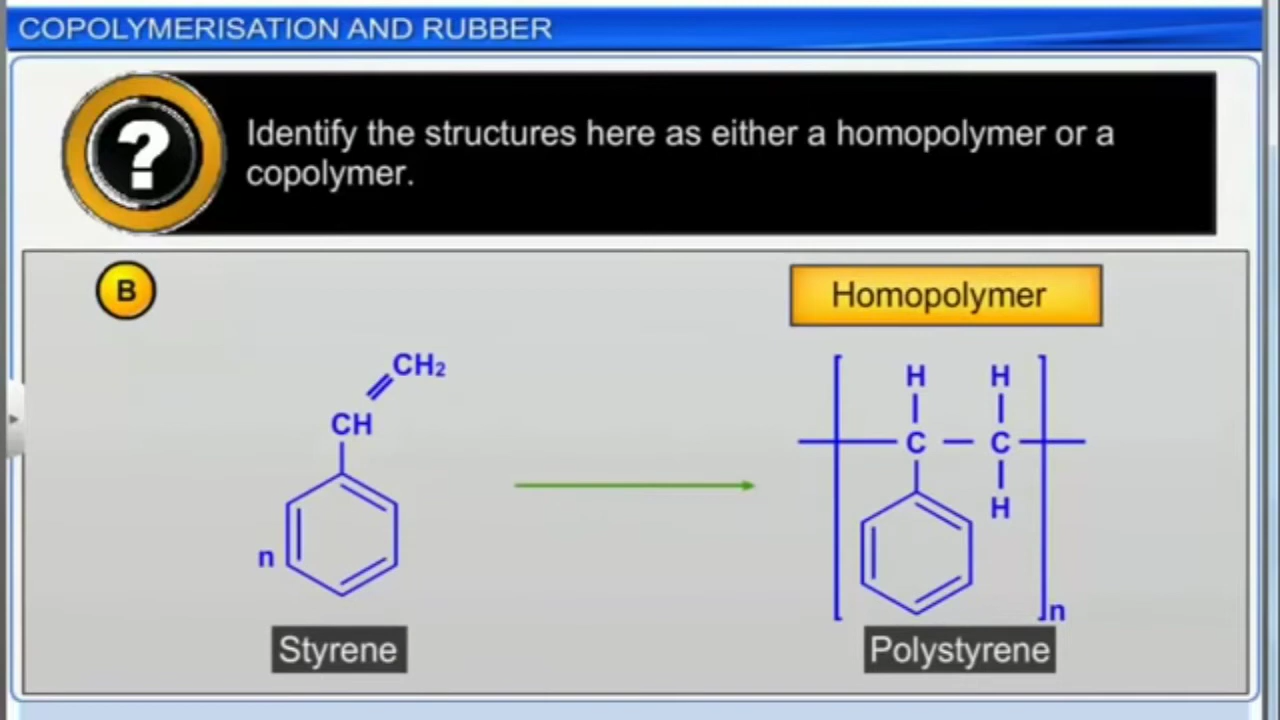 COPOLYMERISATION AND RUBBER
?
Identify the structures here as either a homopolymer or a
copolymer.
B
Homopolymer
CH₂
CH
n
Styrene
H H
C C
H
n
Polystyrene